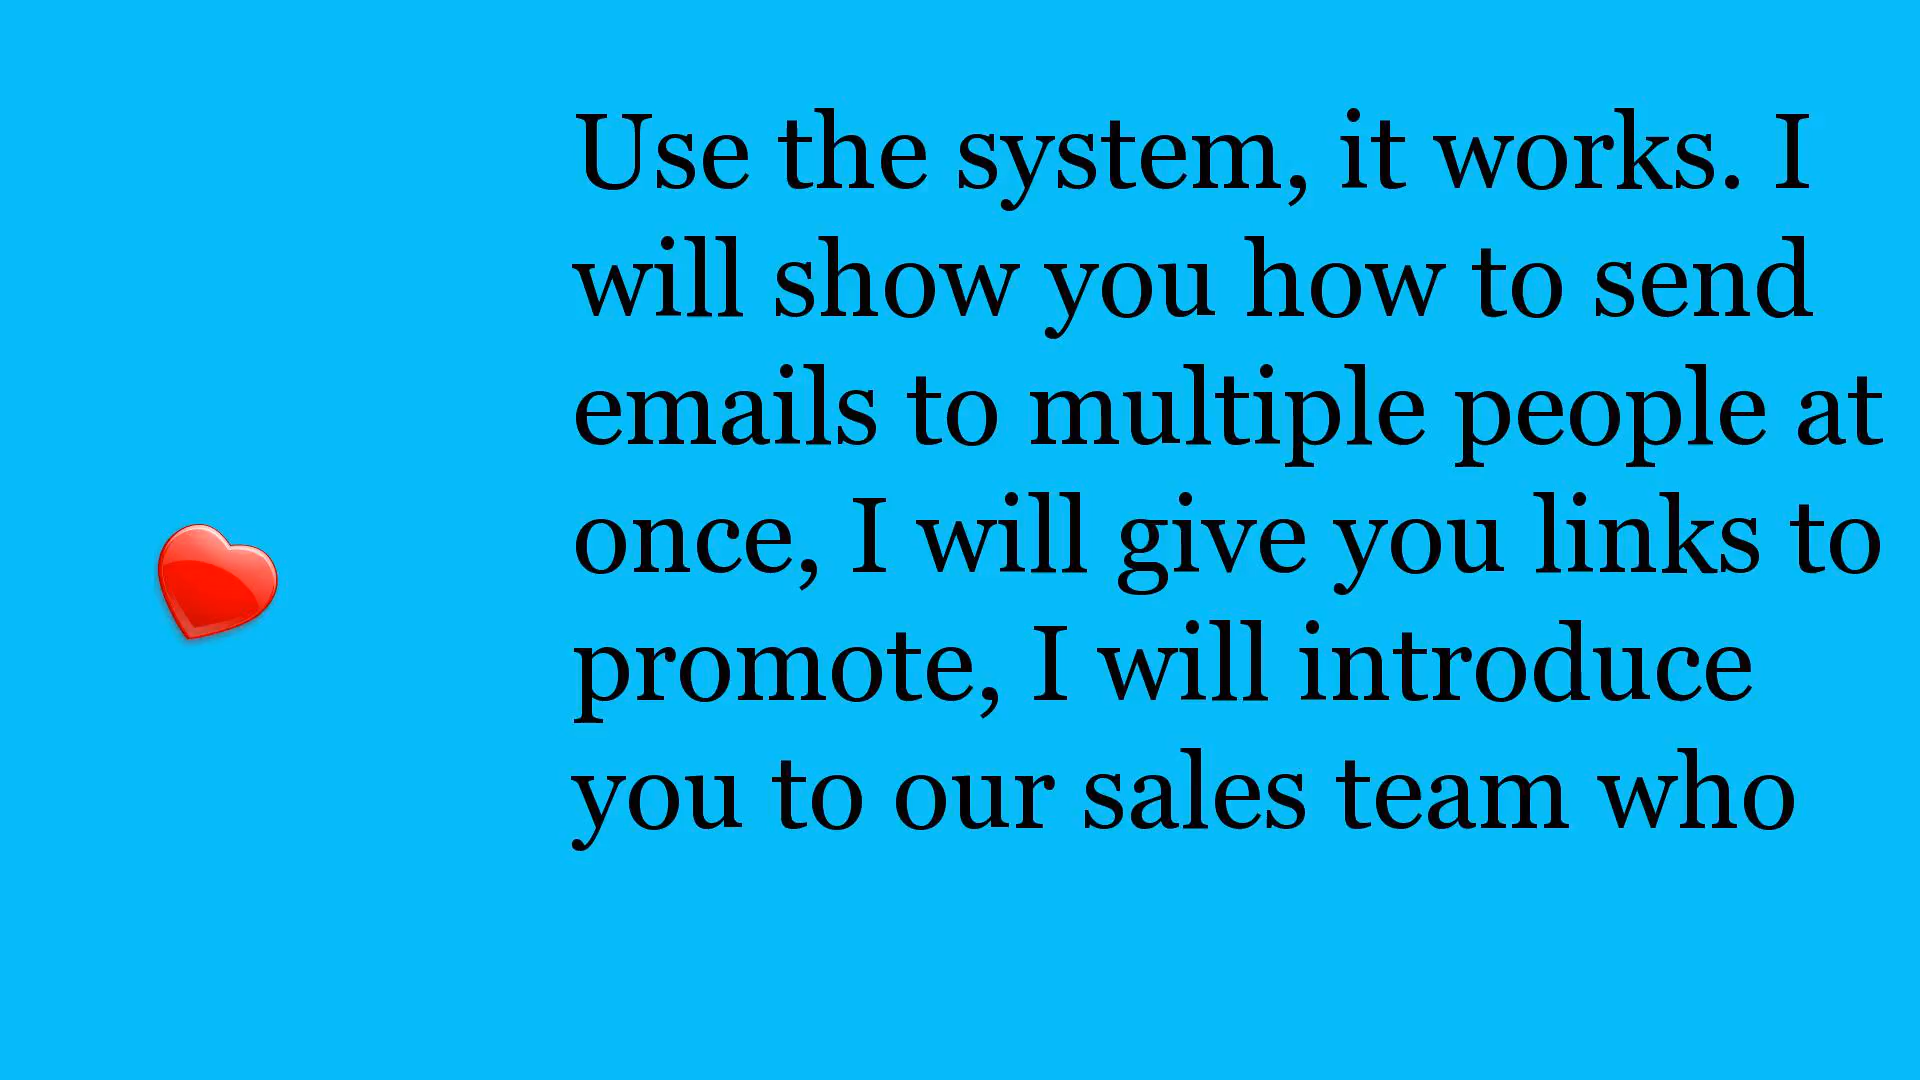 Use the system, it works. I
will show you how to send
emails to multiple people at
once, I will give you links to
promote, I will introduce
you to our sales team who